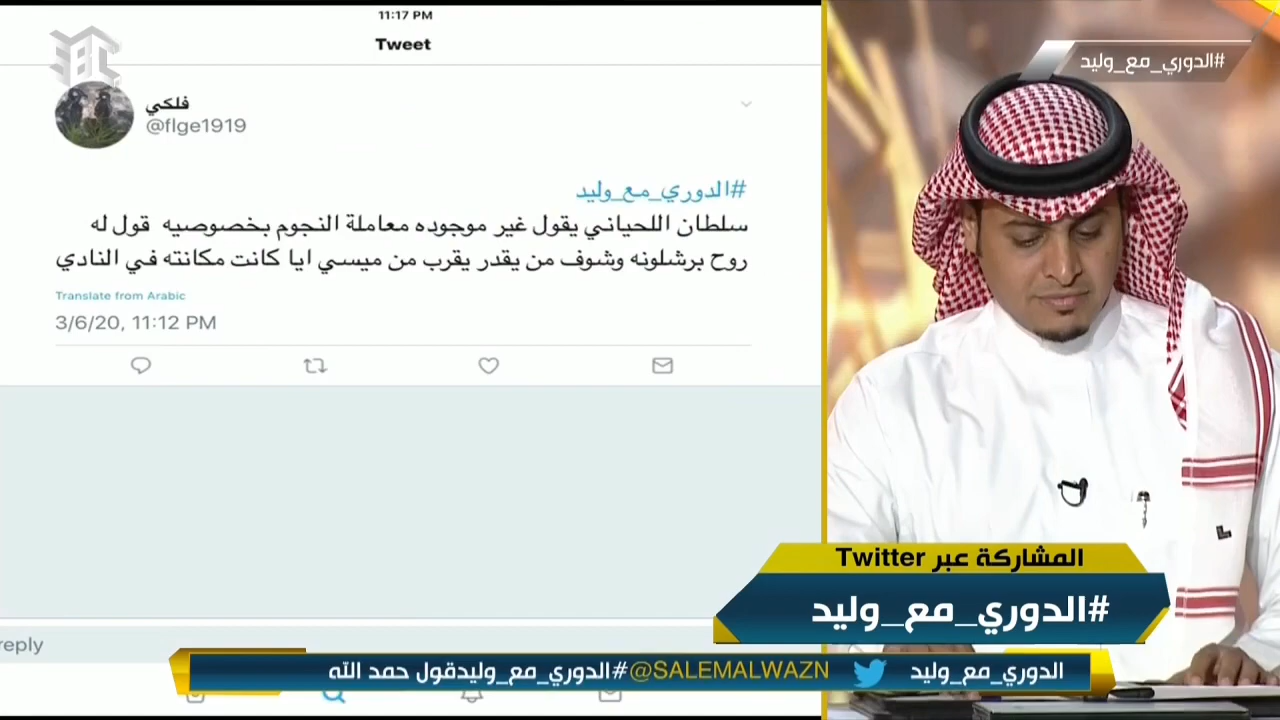 11:17 PM
Tweet
#الدوري_مع_وليد
فلكي
@flge1919
#الدوري_مع_وليد
سلطان اللحياني يقول غير موجوده معاملة النجوم بخصوصيه قول له
روح برشلونه وشوف من يقدر يقرب من ميسي ايا كانت مكانته في النادي
Translate from Arabic
3/6/20, 11:12 PM
المشاركة عبر Twitter
#الدوري_مع_وليد
reply
الدوري_مع_وليد
@SALEMALWAZN #الدوري_مع_وليدقول حمد الله